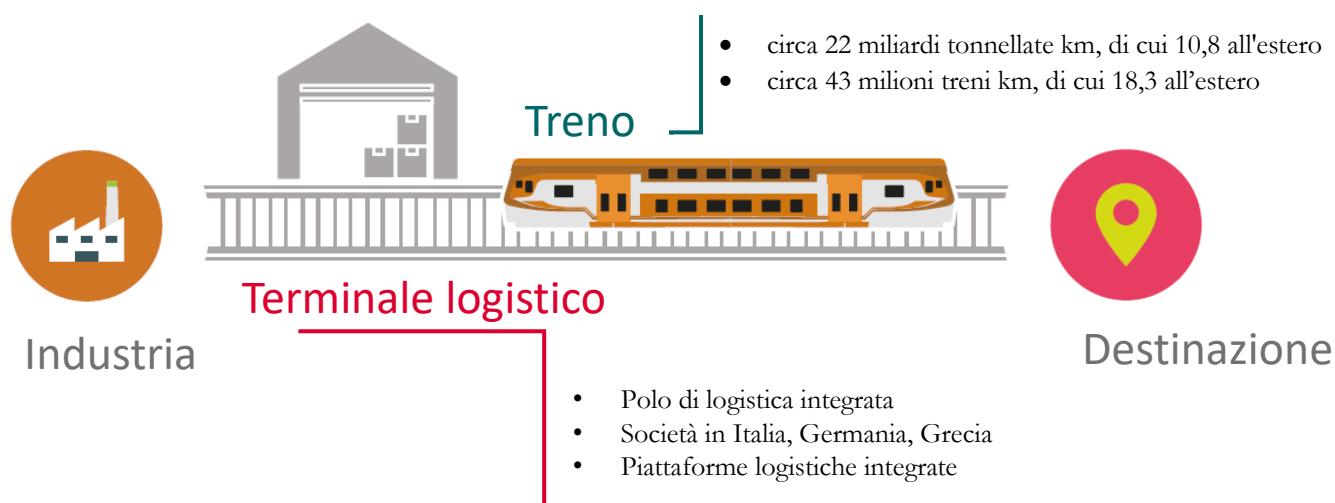 • circa 22 miliardi tonnellate km, di cui 10,8 all'estero
• circa 43 milioni treni km, di cui 18,3 all’estero
Treno
Terminale logistico
Industria
Destinazione
• Polo di logistica integrata
• Società in Italia, Germania, Grecia
• Piattaforme logistiche integrate